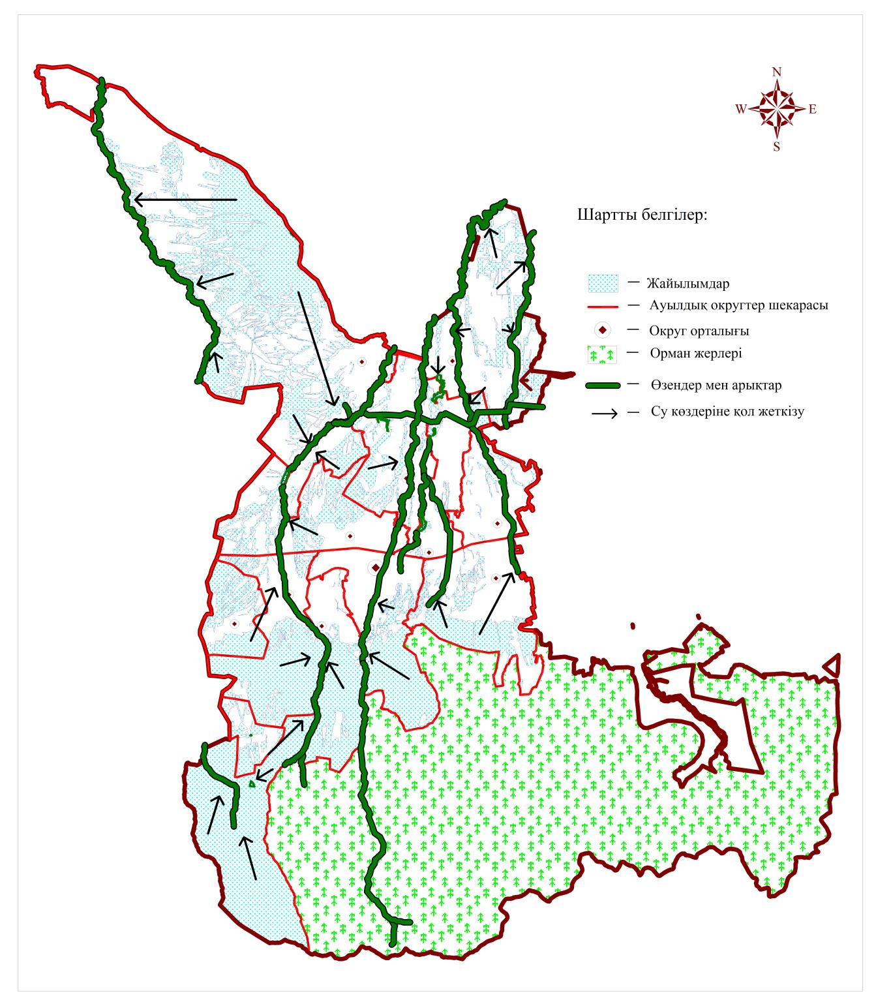 N
W E
S
Шартты белгілер:
— Жайылымдар
— Ауылдық округтер шекарасы
— Округ орталығы
— Орман жерлері
— Өзендер мен арықтар
— Су көздеріне қол жеткізу